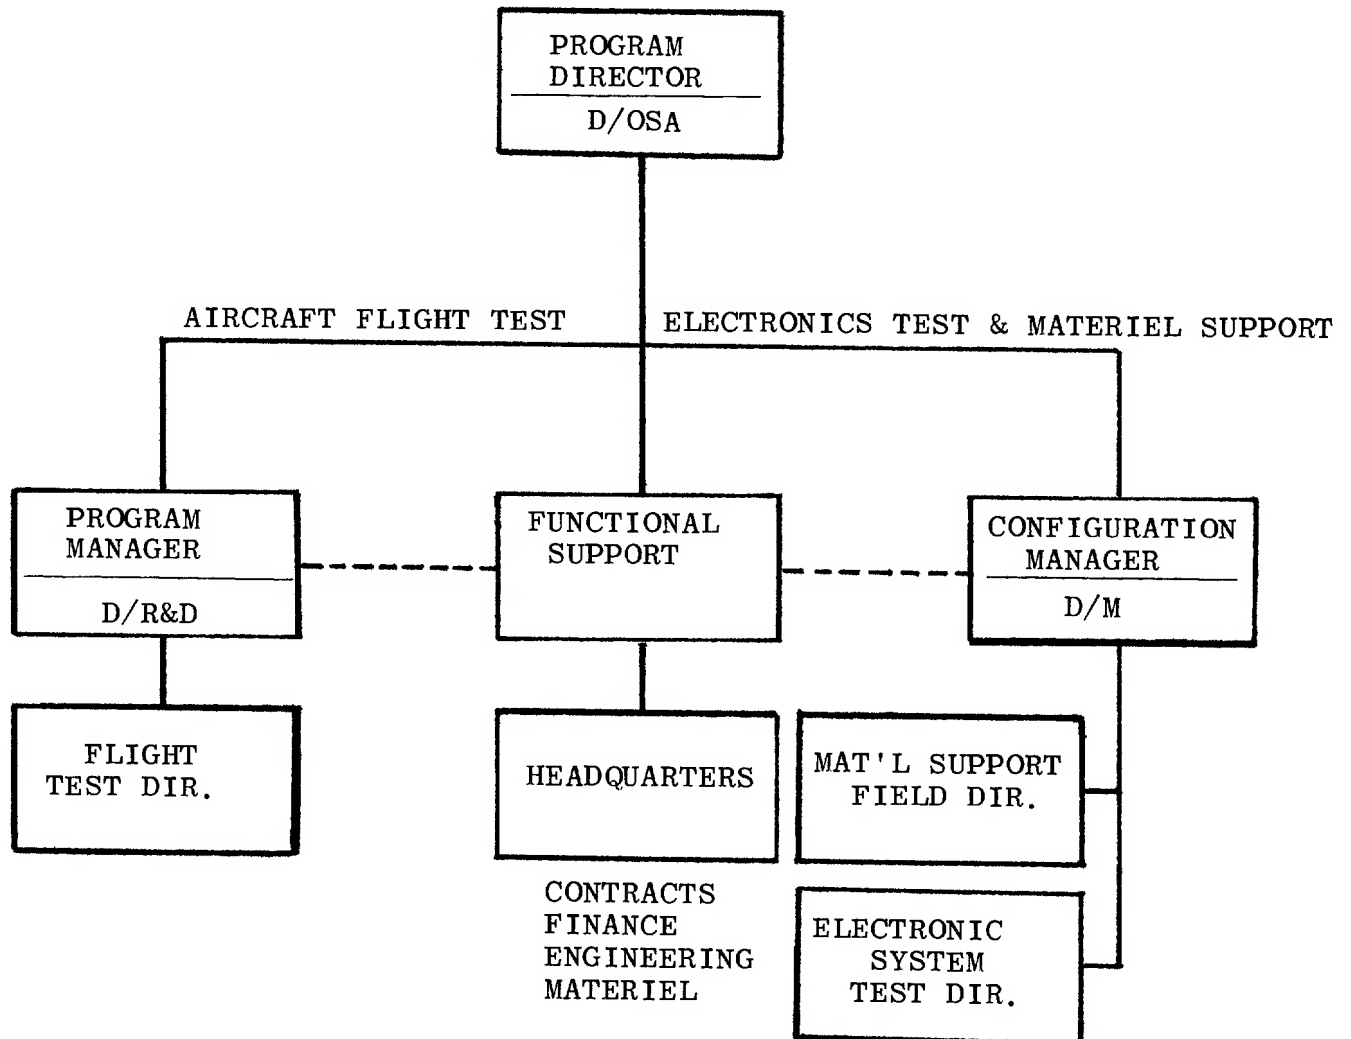 PROGRAM
DIRECTOR
D/OSA
AIRCRAFT FLIGHT TEST
ELECTRONICS TEST & MATERIEL SUPPORT
PROGRAM
MANAGER
D/R&D
FUNCTIONAL
SUPPORT
CONFIGURATION
MANAGER
D/M
FLIGHT
TEST DIR.
HEADQUARTERS
MAT'L SUPPORT
FIELD DIR.
CONTRACTS
FINANCE
ENGINEERING
MATERIEL
ELECTRONIC
SYSTEM
TEST DIR.